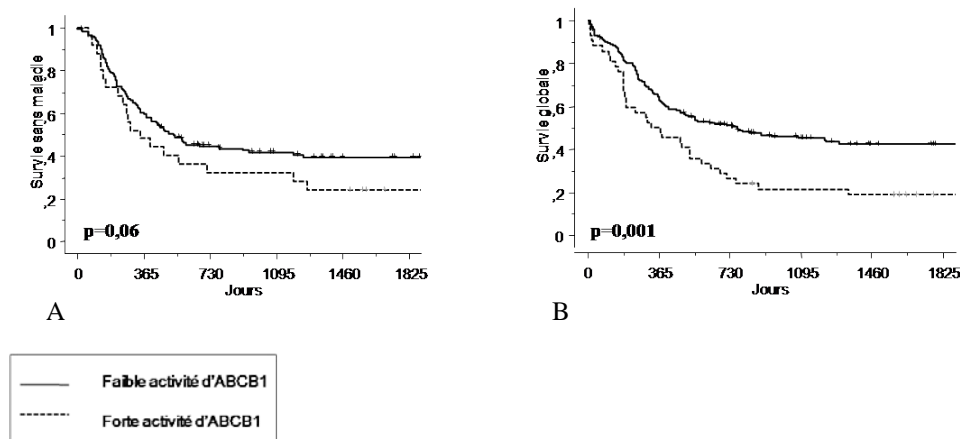 Survie sans maladie
1
,8
,6
,4
,2
0
p=0,06
0 365 730 1095 1460 1825
Jours
A
Survie globale
1
,8
,6
,4
,2
0
p=0,001
0 365 730 1095 1460 1825
Jours
B
Faible activité d'ABCB1
Forte activité d'ABCB1